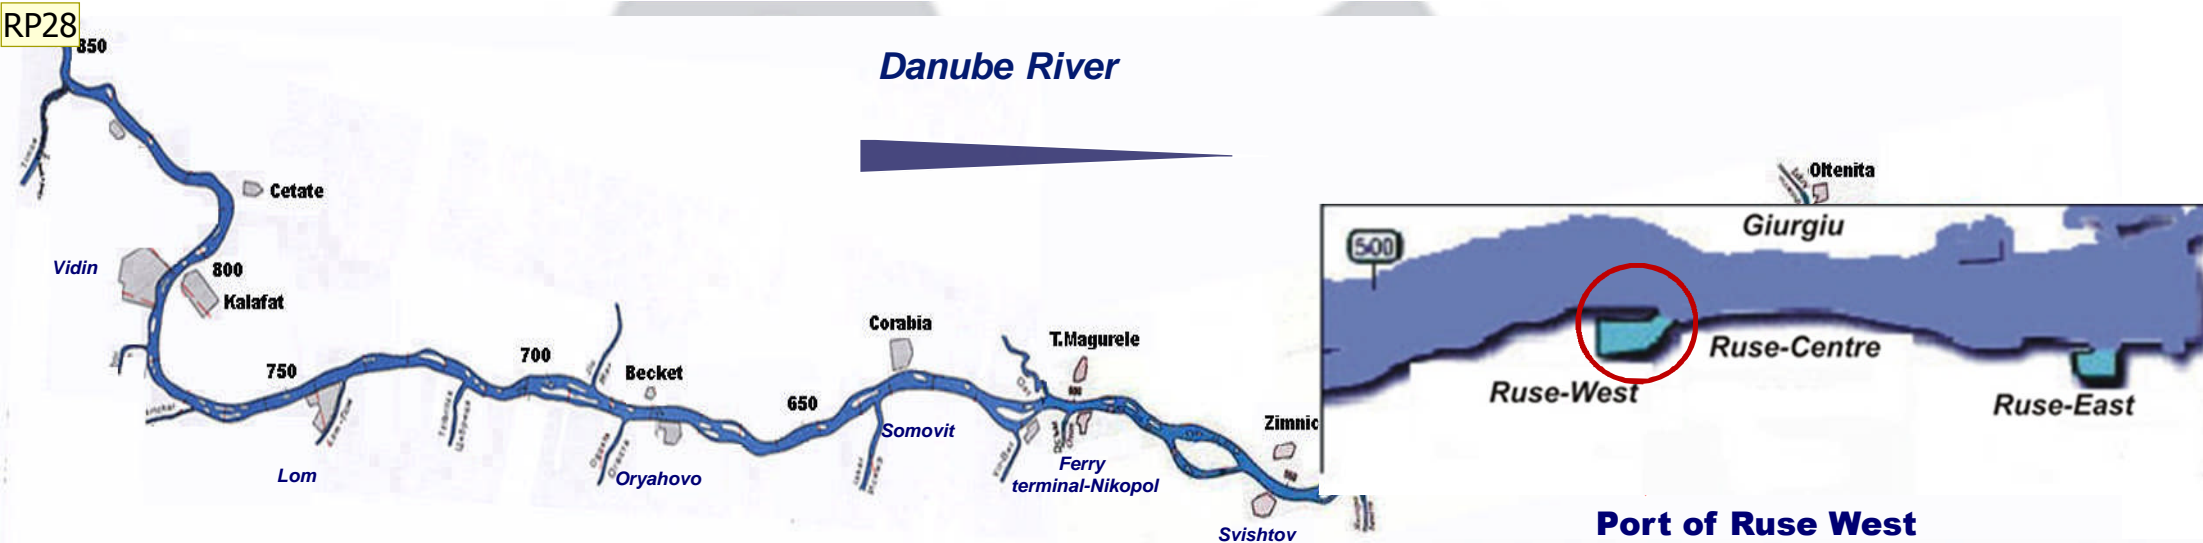 RP28
850
Danube River
Oltenita
Cetate
Giurgiu
500
Vidin
800
Kalafat
Corabia
T.Magurele
Ruse-Centre
700
Becket
750
Ruse-West
Ruse-East
650
Zimnic
Somovit
Lom
Oryahovo
Ferry
terminal-Nikopol
Svishtov
Port of Ruse West